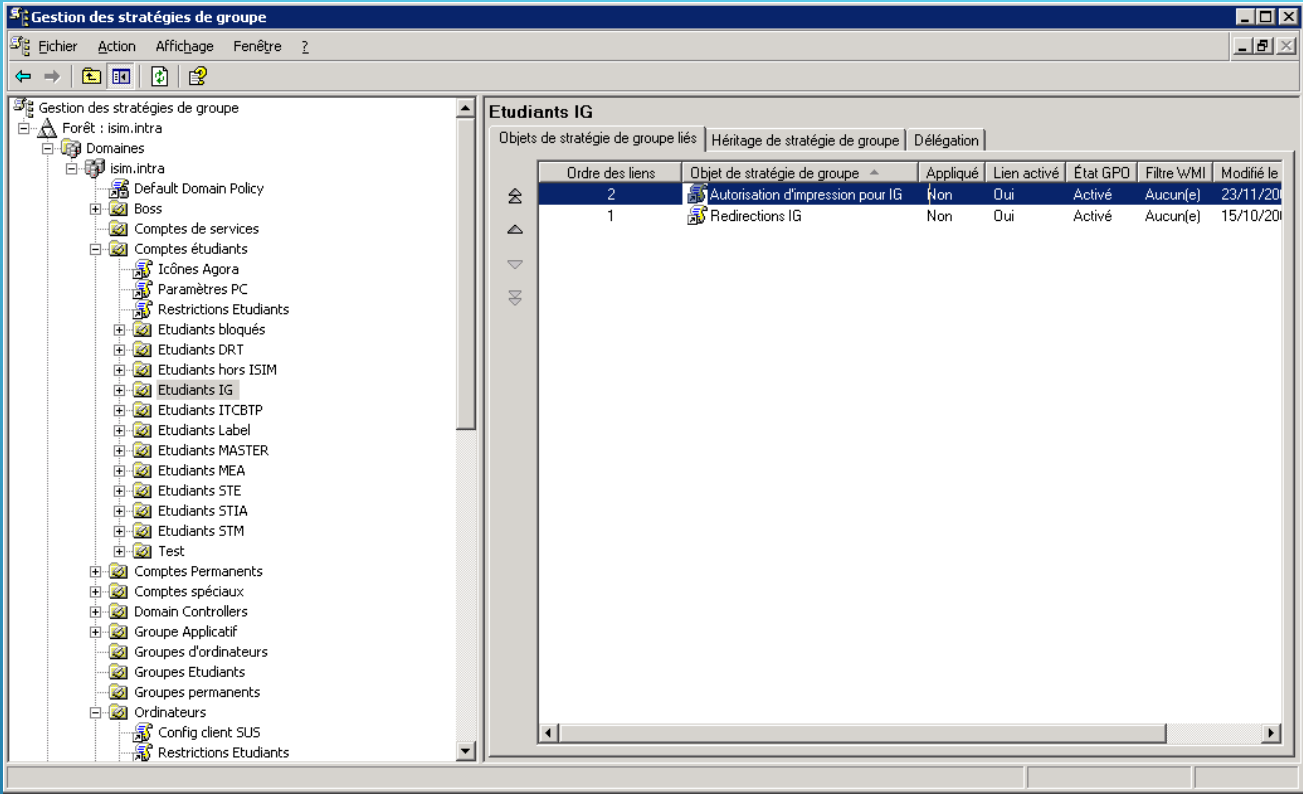 Gestion des stratégies de groupe
Fichier Action Affichage Fenêtre ?
Gestion des stratégies de groupe
Forêt : isim.intra
Domaines
isim.intra
Default Domain Policy
Boss
Comptes de services
Comptes étudiants
Icônes Agora
Paramètres PC
Restrictions Etudiants
Etudiants bloqués
Etudiants DRT
Etudiants hors ISIM
Etudiants IG
Etudiants ITCBTP
Etudiants Label
Etudiants MASTER
Etudiants MEA
Etudiants STE
Etudiants STIA
Etudiants STM
Test
Comptes Permanents
Comptes spéciaux
Domain Controllers
Groupe Applicatif
Groupes d'ordinateurs
Groupes Etudiants
Groupes permanents
Ordinateurs
Config client SUS
Restrictions Etudiants
Etudiants IG
Objets de stratégie de groupe liés Héritage de stratégie de groupe Délégation
Ordre des liens Objet de stratégie de groupe Appliqué Lien activé État GPO Filtre WMI Modifié le
2 Autorisation d'impression pour IG Non Oui Activé Aucun(e) 23/11/200
1 Redirections IG Non Oui Activé Aucun(e) 15/10/200